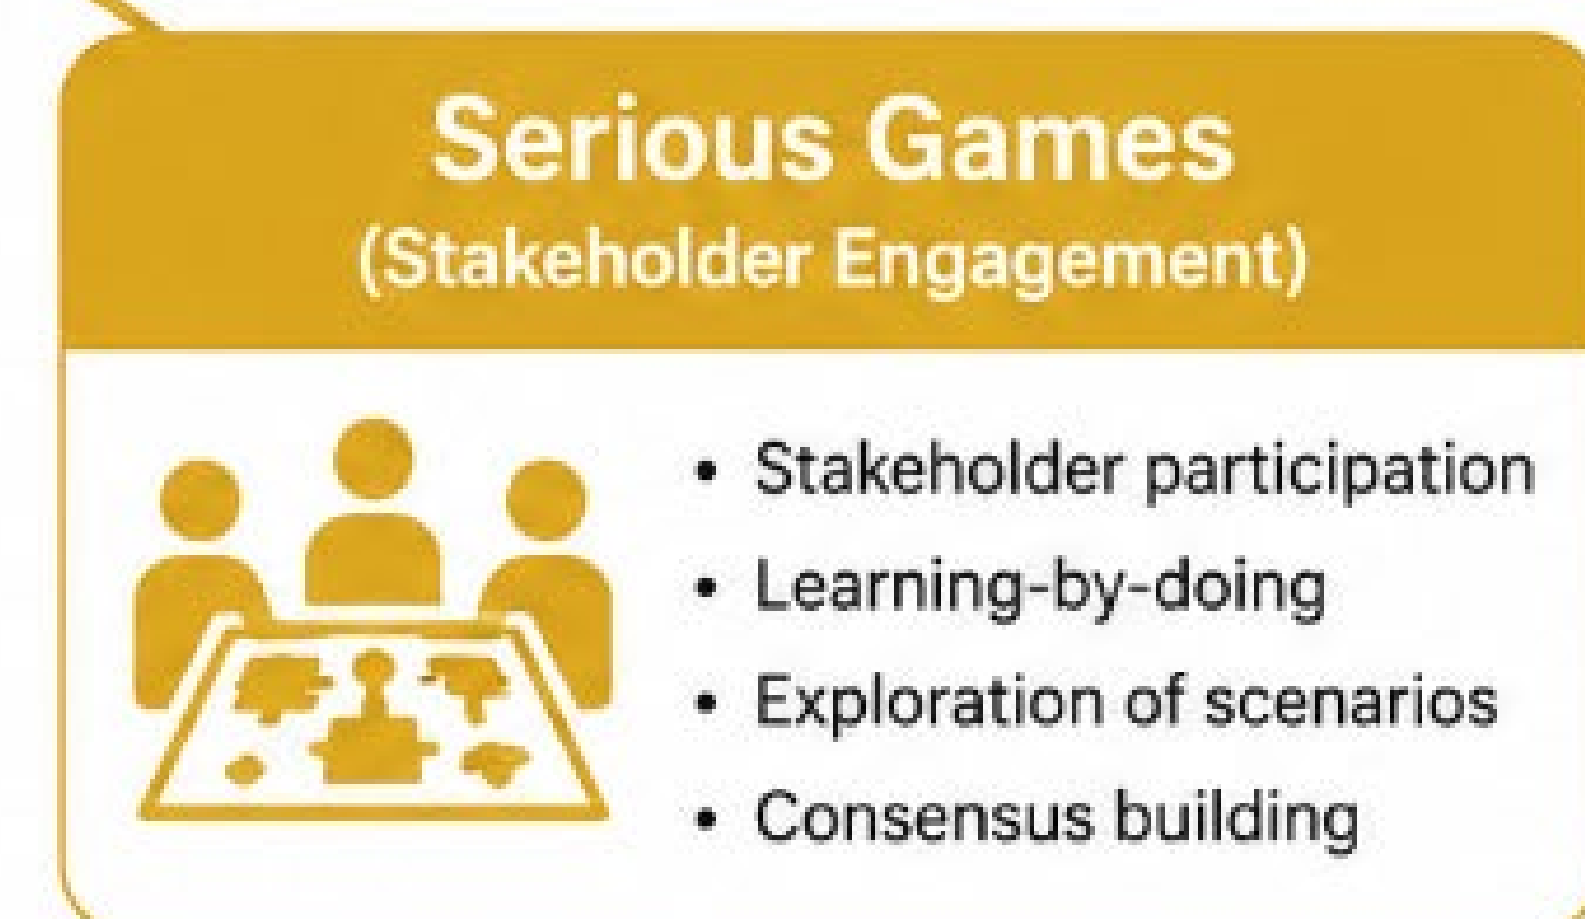 Serious Games
(Stakeholder Engagement)
• Stakeholder participation
• Learning-by-doing
• Exploration of scenarios
• Consensus building